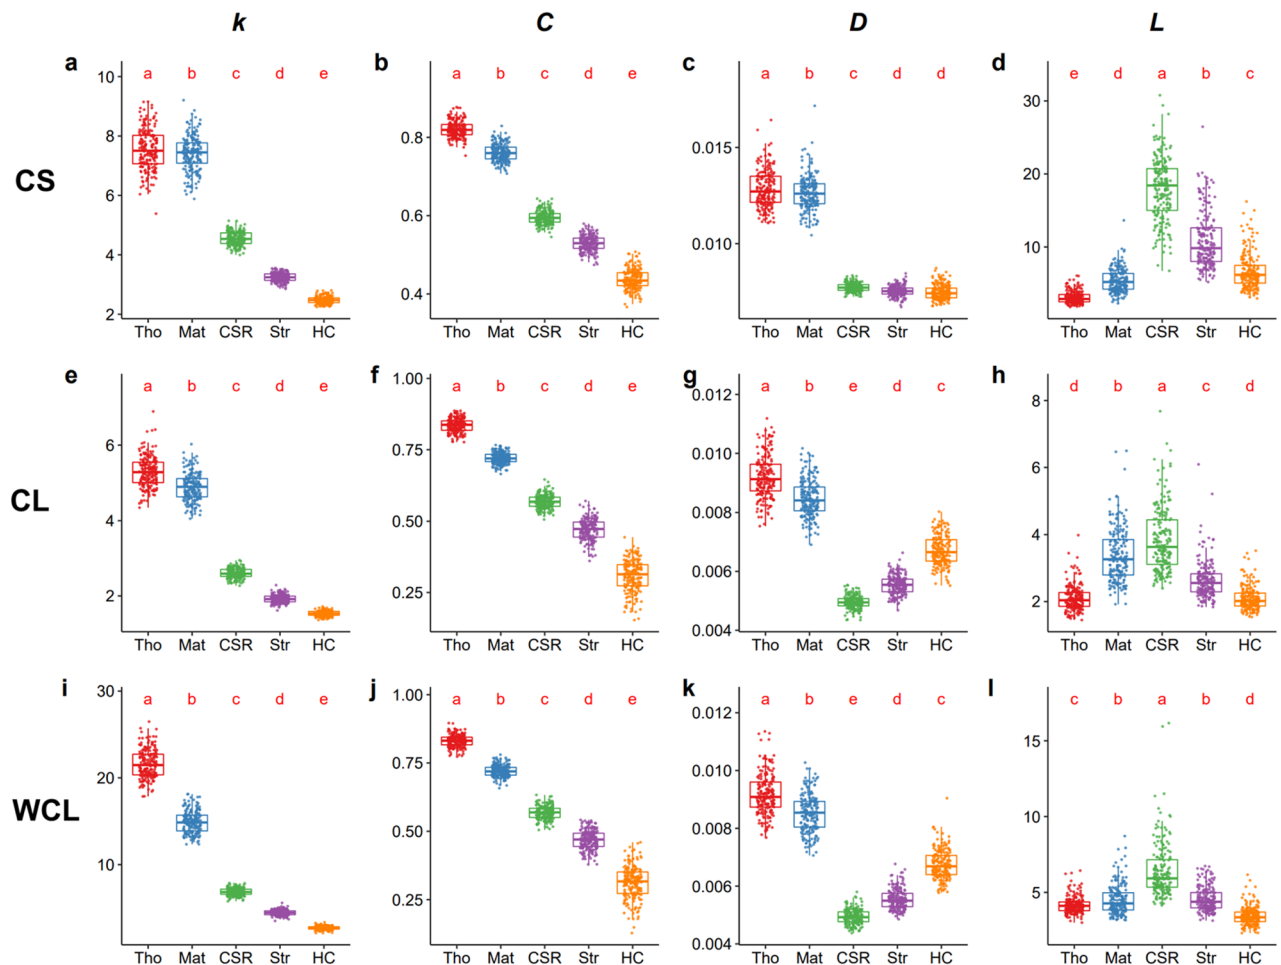 k C D L
a b c d
CS
10 8 6 4 2
a b c d e
Tho Mat CSR Str HC
0.8 0.6 0.4
a b c d e
Tho Mat CSR Str HC
0.015 0.010
a b c d d
Tho Mat CSR Str HC
30 20 10
e d a b c
Tho Mat CSR Str HC
e f g h
CL
6 4 2
a b c d e
Tho Mat CSR Str HC
1.00 0.75 0.50 0.25
a b c d e
Tho Mat CSR Str HC
0.012 0.010 0.008 0.006 0.004
a b e d c
Tho Mat CSR Str HC
8 6 4 2
d b a c d
Tho Mat CSR Str HC
i j k l
WCL
30 20 10
a b c d e
Tho Mat CSR Str HC
1.00 0.75 0.50 0.25
a b c d e
Tho Mat CSR Str HC
0.012 0.010 0.008 0.006 0.004
a b e d c
Tho Mat CSR Str HC
15 10 5
c b a b d
Tho Mat CSR Str HC